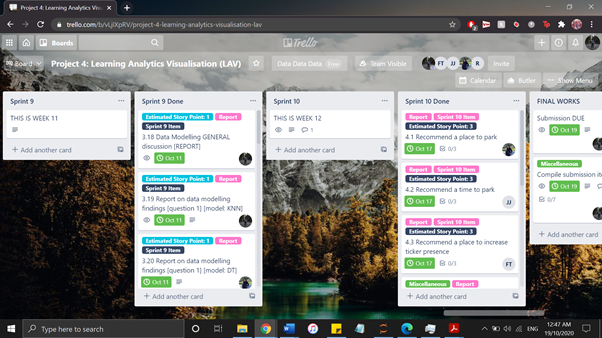 Project 4: Learning Analytics V
trello.com/b/vLjlXpRV/project-4-learning-analytics-visualisation-lav
Boards
Trello
Board
Project 4: Learning Analytics Visualisation (LAV)
Data Data Data
Free
Team Visible
FT
JJ
R
Invite
Calendar
Butler
Show Menu
Sprint 9
THIS IS WEEK 11
+ Add another card
Sprint 9 Done
Estimated Story Point: 1
Report
Sprint 9 Item
3.18 Data Modelling GENERAL
discussion [REPORT]
Oct 11
Estimated Story Point: 1
Report
Sprint 9 Item
3.19 Report on data modelling
findings [question 1] [model: KNN]
Oct 11
Estimated Story Point: 1
Report
Sprint 9 Item
3.20 Report on data modelling
findings [question 1] [model: DT]
Oct 11
+ Add another card
Sprint 10
THIS IS WEEK 12
1
+ Add another card
Sprint 10 Done
Report
Sprint 10 Item
Estimated Story Point: 3
4.1 Recommend a place to park
Oct 17
0/3
Report
Sprint 10 Item
Estimated Story Point: 3
4.2 Recommend a time to park
Oct 17
0/3
JJ
Report
Sprint 10 Item
Estimated Story Point: 3
4.3 Recommend a place to increase
ticker presence
Oct 17
0/3
FT
Miscellaneous
Report
+ Add another card
FINAL WORKS
Submission DUE
Oct 19
Miscellaneous
Compile submission ite
Oct 19
0/7
+ Add another
Type here to search
ENG
12:47 AM
19/10/2020